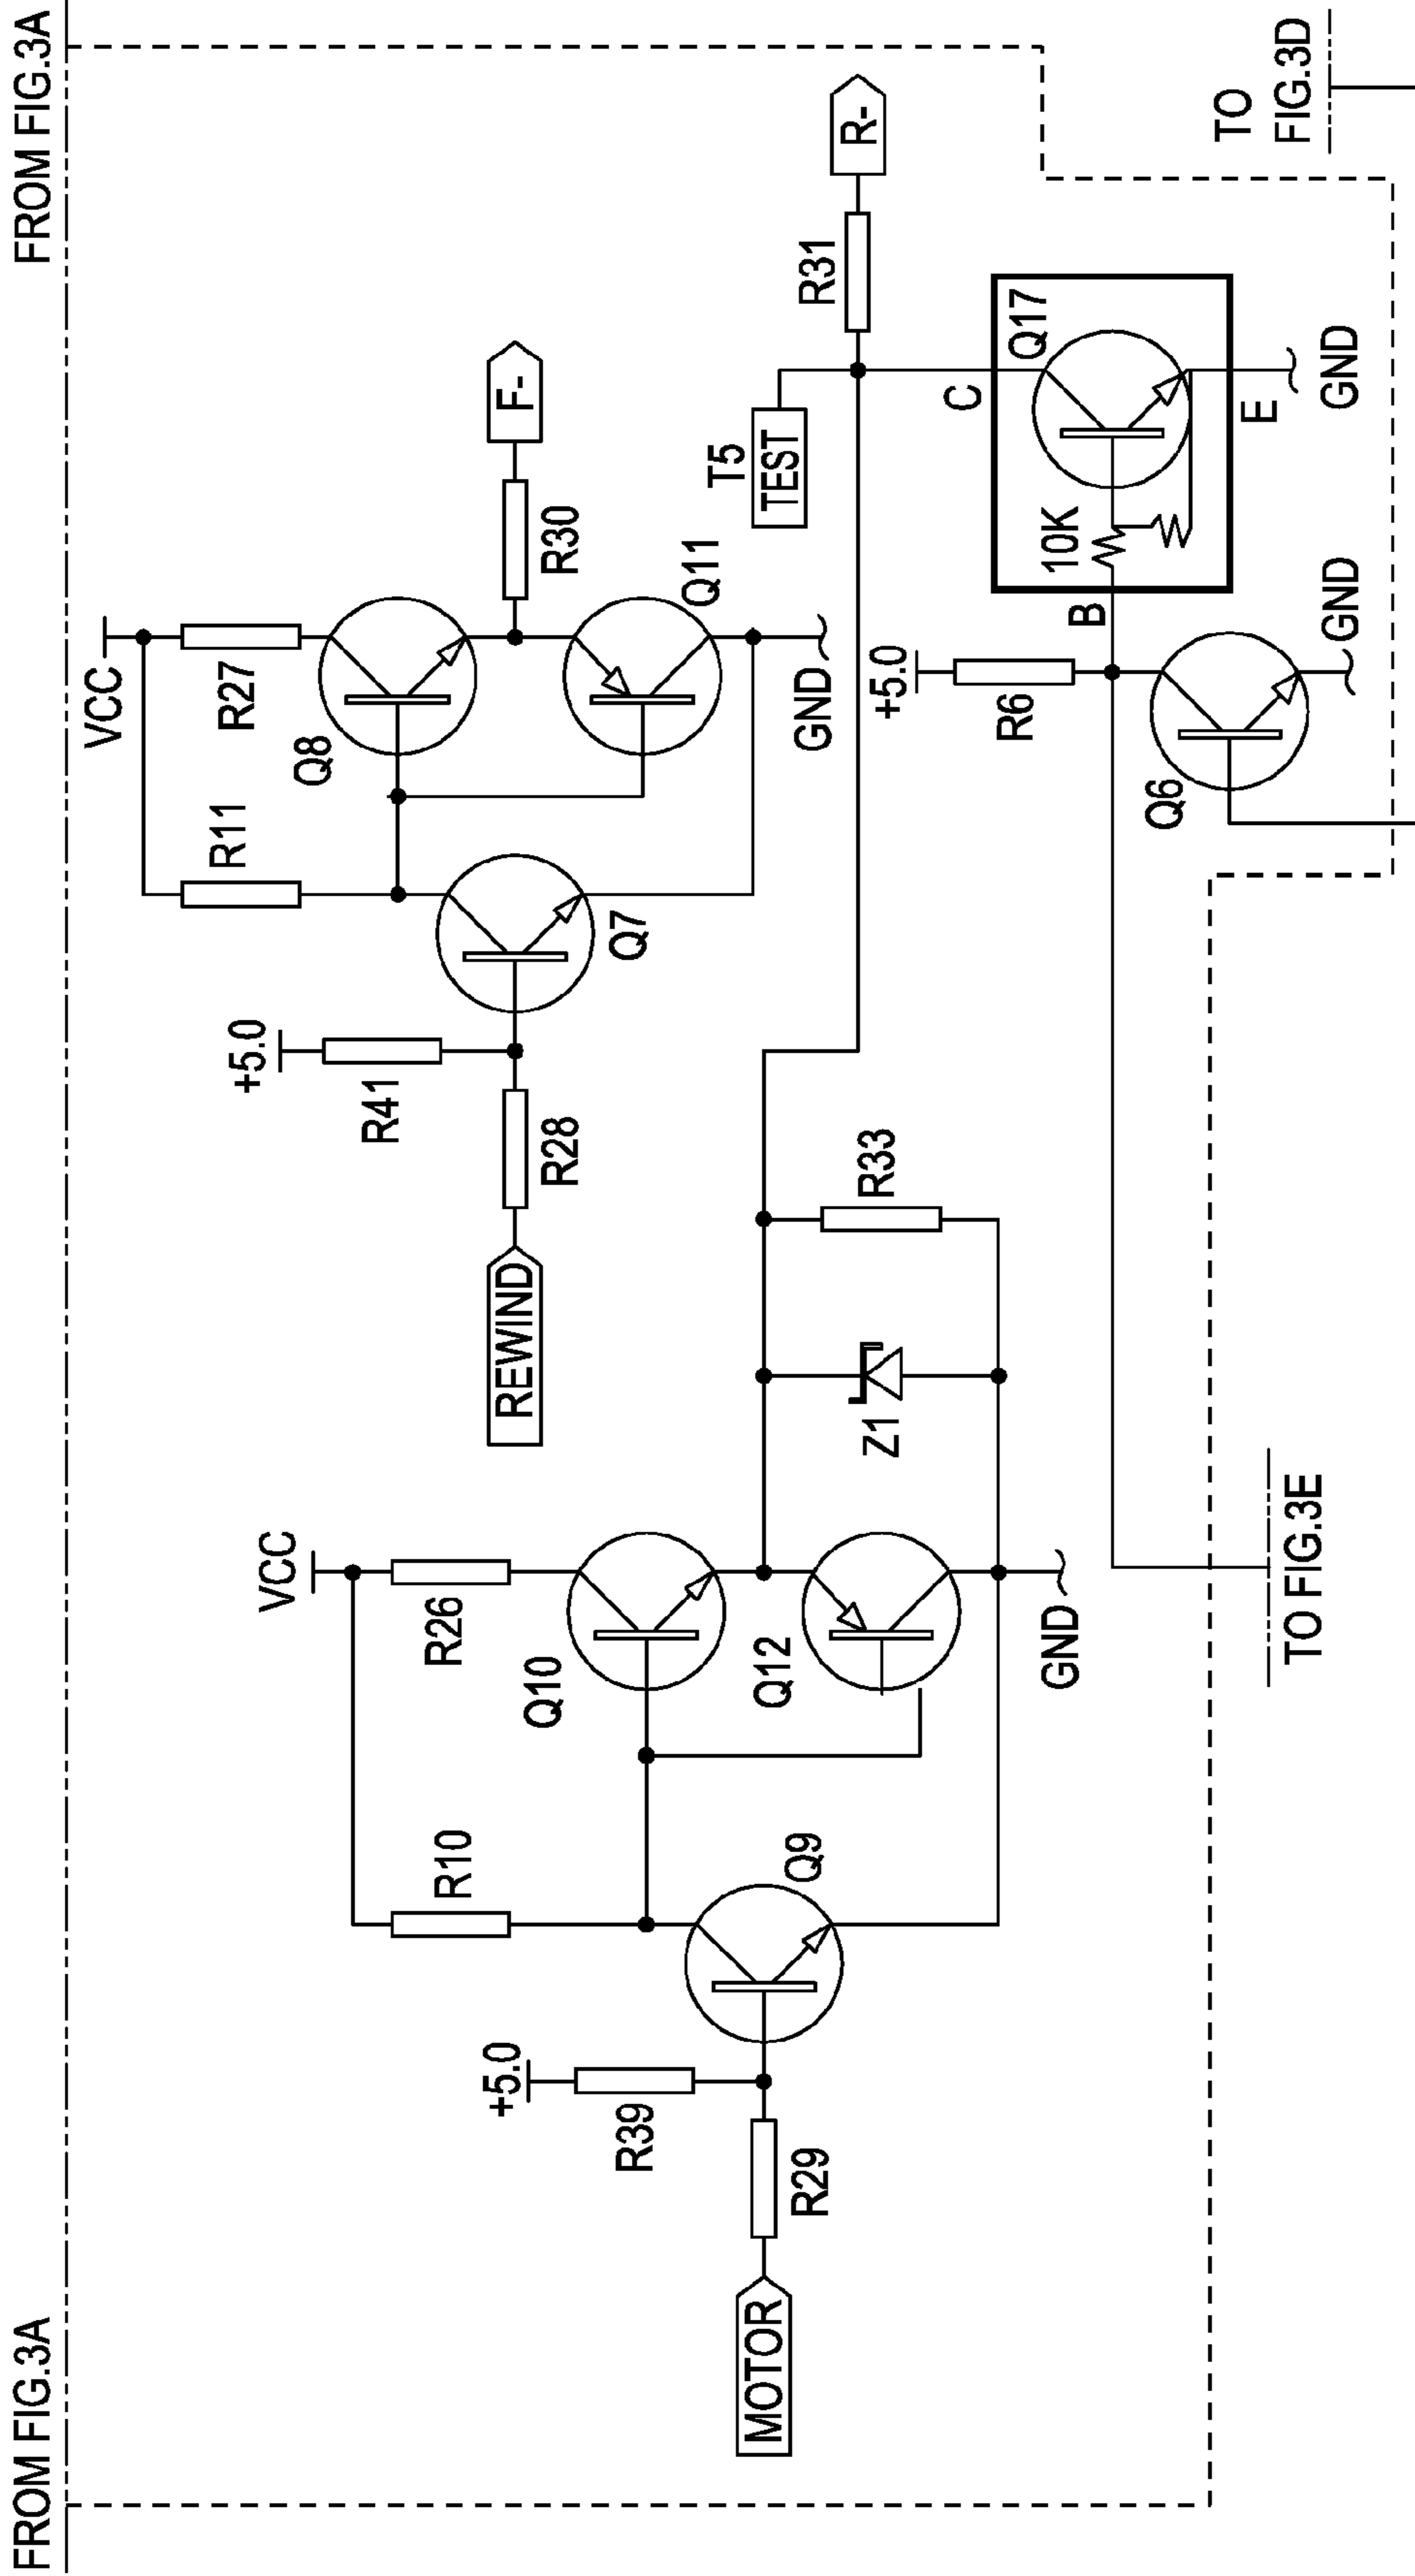 FROM FIG.3A
FROM FIG.3A
VCC
R27
R11
Q8
F-
+5.0
R41
R30
REWIND
R28
Q7
Q11
VCC
R26
R10
Q10
T5
TEST
GND
R31
R-
+5.0
R39
Q9
Q12
Z1
R33
MOTOR
R29
+5.0
C
Q17
R6
10K
B
GND
Q6
E
GND
GND
TO
FIG.3D
TO FIG.3E